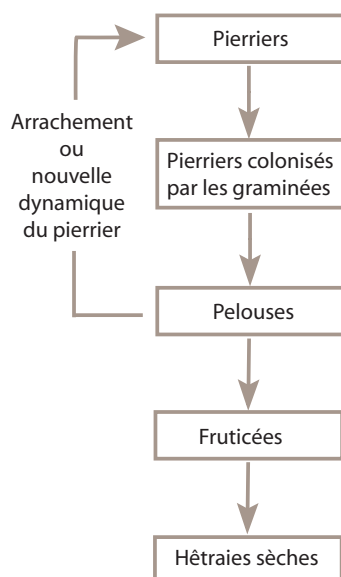 Pierriers
Arrachement
ou
nouvelle
dynamique
du pierrier
Pierriers colonisés
par les graminées
Pelouses
Fruticées
Hêtraies sèches